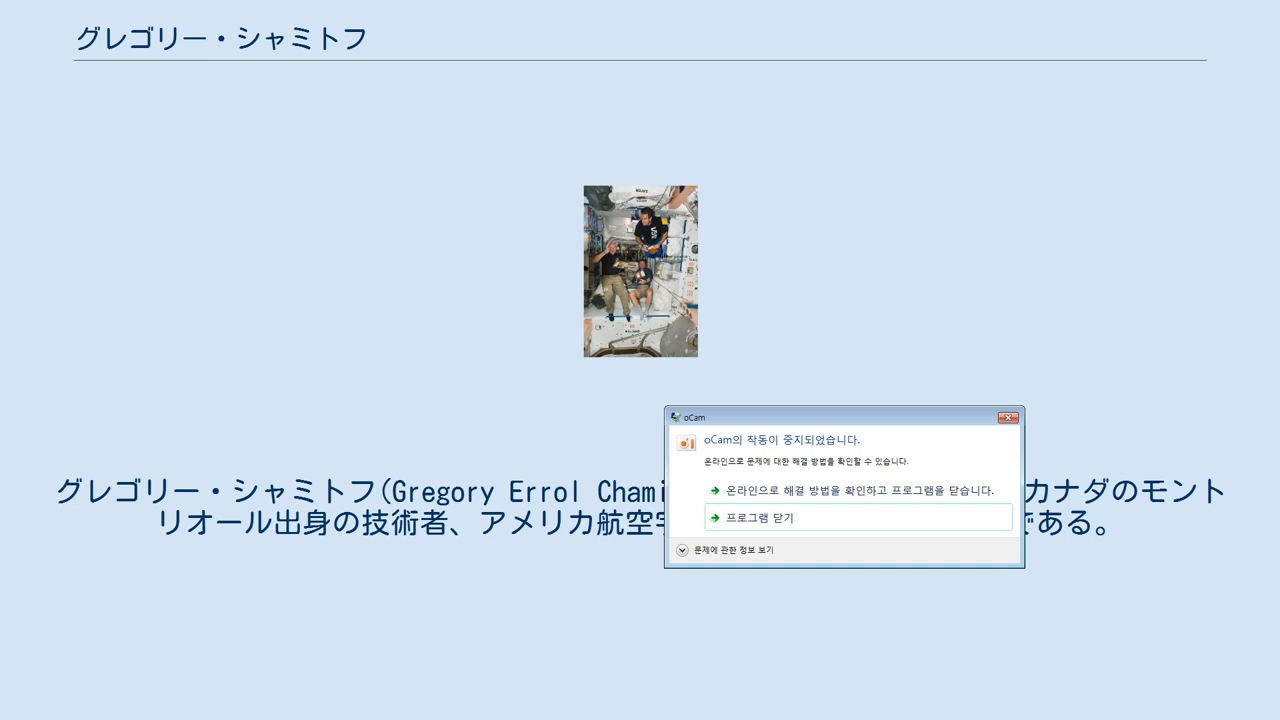 グレゴリー・シャミトフ
oCam
oCam의 작동이 중지되었습니다.
온라인으로 문제에 대한 해결 방법을 확인할 수 있습니다.
グレゴリー・シャミトフ(Gregory Errol Chami
온라인으로 해결 방법을 확인하고 프로그램을 닫습니다.
カナダのモント
リオール出身の技術者、アメリカ航空
프로그램 닫기
である。
문제에 관한 정보 보기